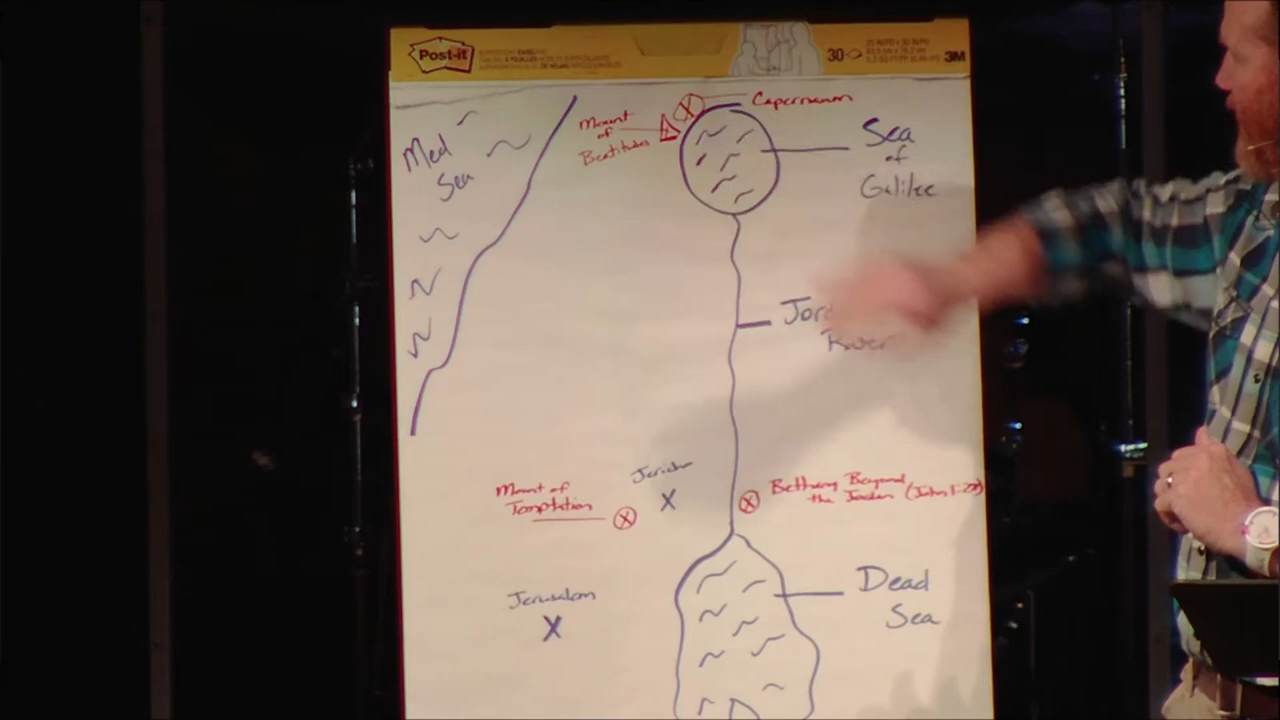 Post-it
30
3M
Capernaum
Mount
of
Beatitudes
Med
Sea
Sea
of
Galilee
River
Jericho
Mount of
Temptation
Bethany Beyond
the Jordan (John 1:28)
Jerusalem
X
Dead
Sea